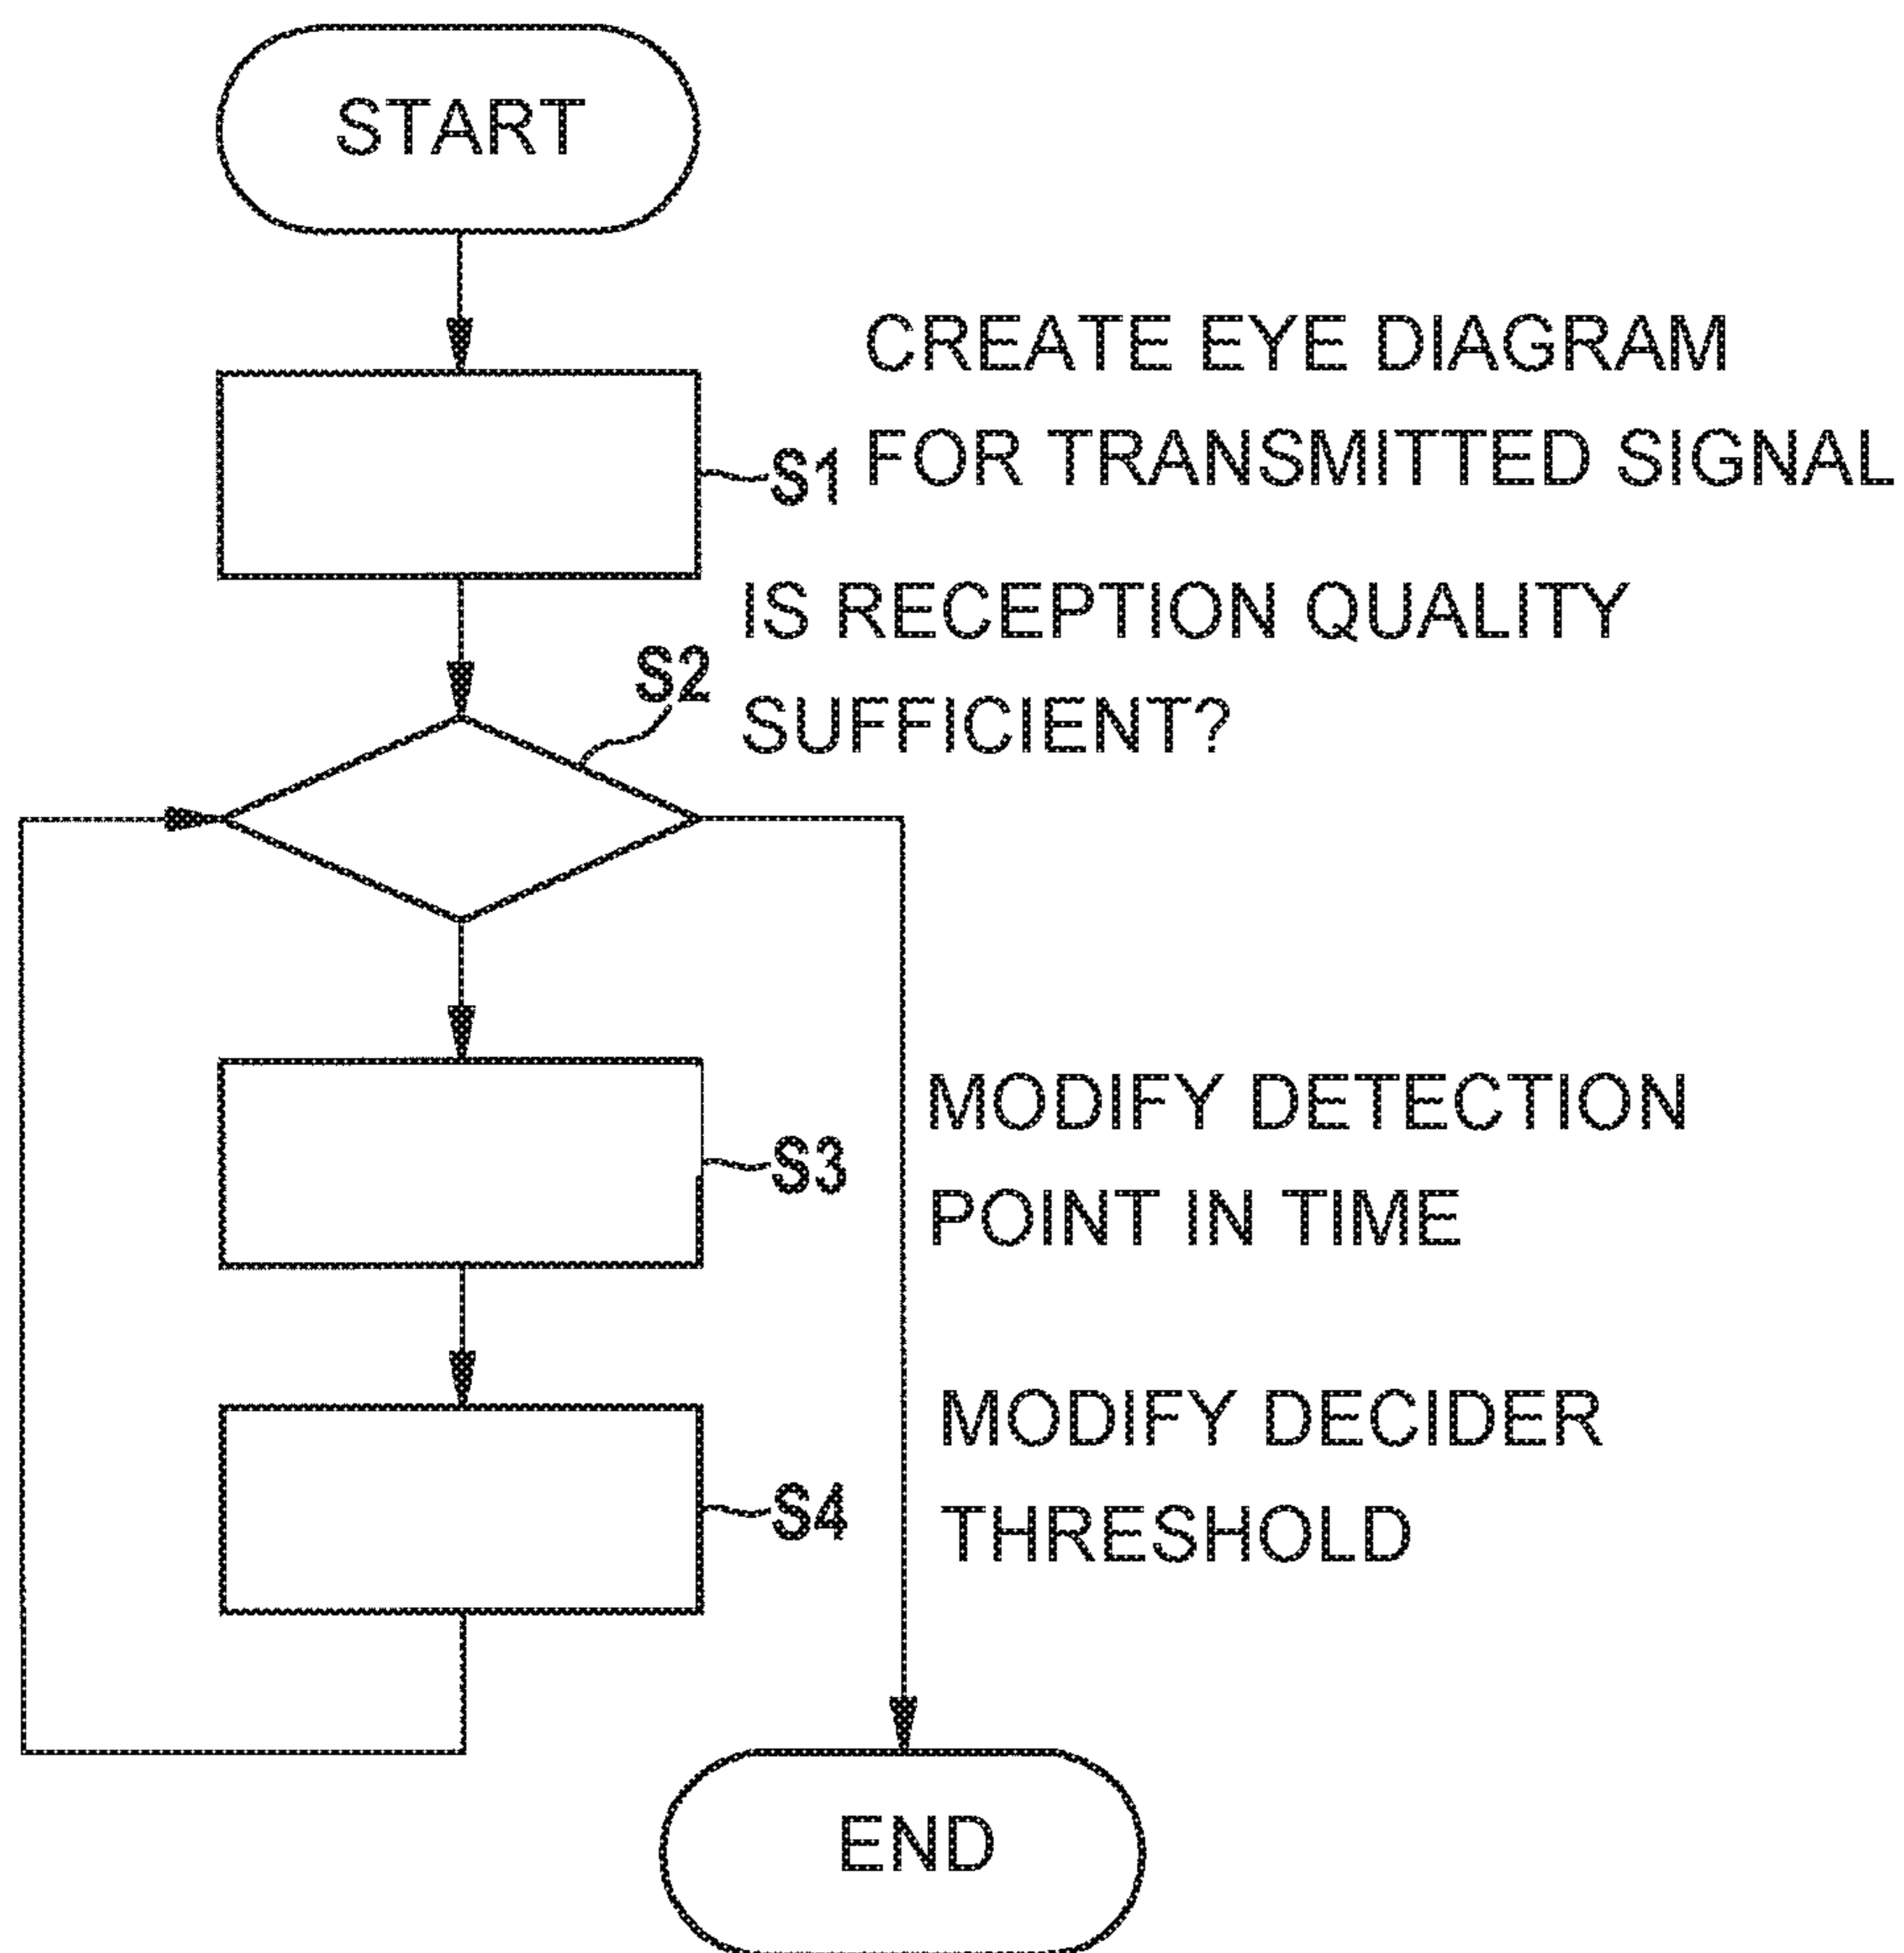 START
CREATE EYE DIAGRAM
S1 FOR TRANSMITTED SIGNAL
IS RECEPTION QUALITY
S2
SUFFICIENT?
MODIFY DETECTION
S3
POINT IN TIME
MODIFY DECIDER
S4
THRESHOLD
END